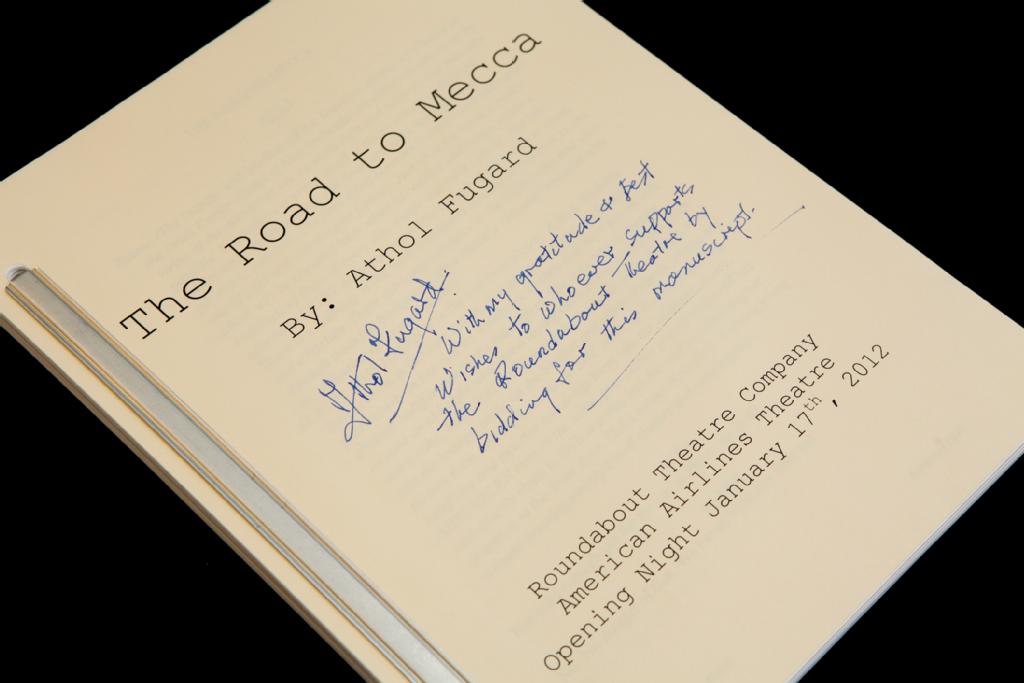 The Road to Mecca
By: Athol Fugard
Athol Fugard.
With my gratitude & best
Wishes to whoever supports
the Roundabout Theatre by
bidding for this manuscript.
Roundabout Theatre Company
American Airlines Theatre
Opening Night January 17th, 2012